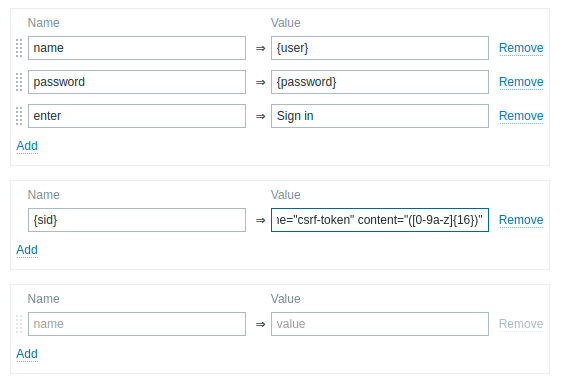 Name Value
name ⇒ {user} Remove
password ⇒ {password} Remove
enter ⇒ Sign in Remove
Add
Name Value
{sid} ⇒ ="csrf-token" content="([0-9a-z]{16})" Remove
Add
Name Value
name ⇒ value Remove
Add